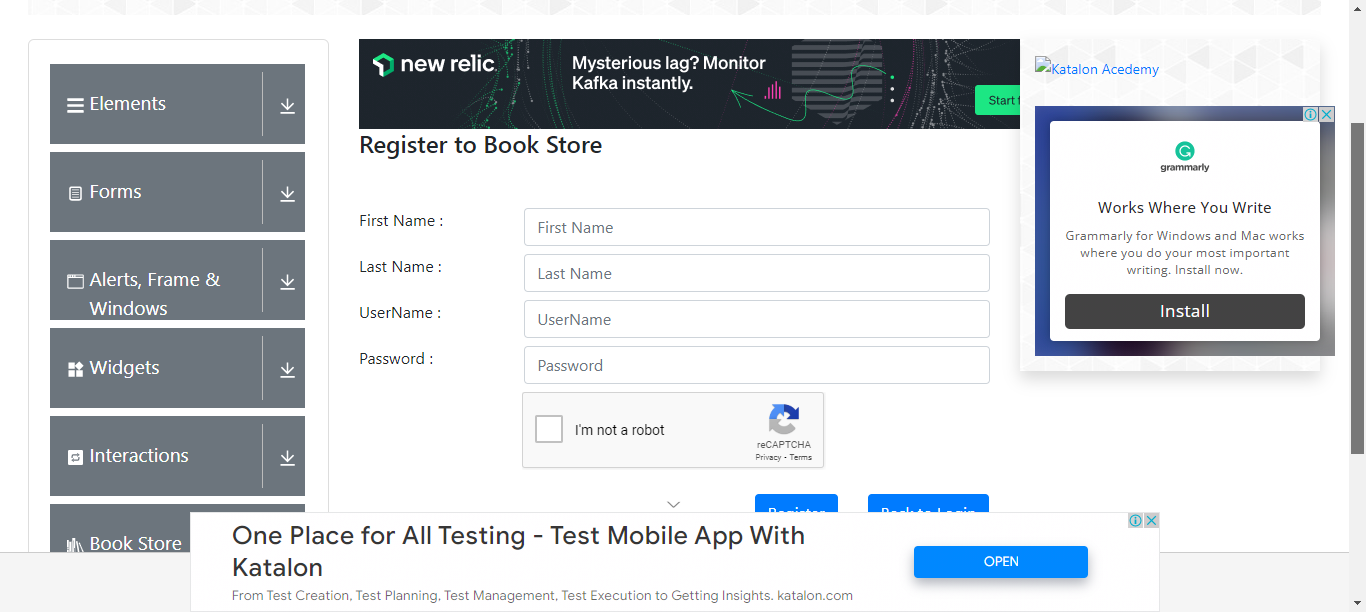 Elements
Forms
Alerts, Frame &
Windows
Widgets
Interactions
Book Store
new relic.
Mysterious lag? Monitor
Kafka instantly.
Start
Register to Book Store
First Name :
First Name
Last Name :
Last Name
UserName :
UserName
Password :
Password
I'm not a robot
reCAPTCHA
Privacy - Terms
Register
Back to Login
Katalon Acedemy
grammarly
Works Where You Write
Grammarly for Windows and Mac works
where you do your most important
writing. Install now.
Install
One Place for All Testing - Test Mobile App With
Katalon
From Test Creation, Test Planning, Test Management, Test Execution to Getting Insights. katalon.com
OPEN